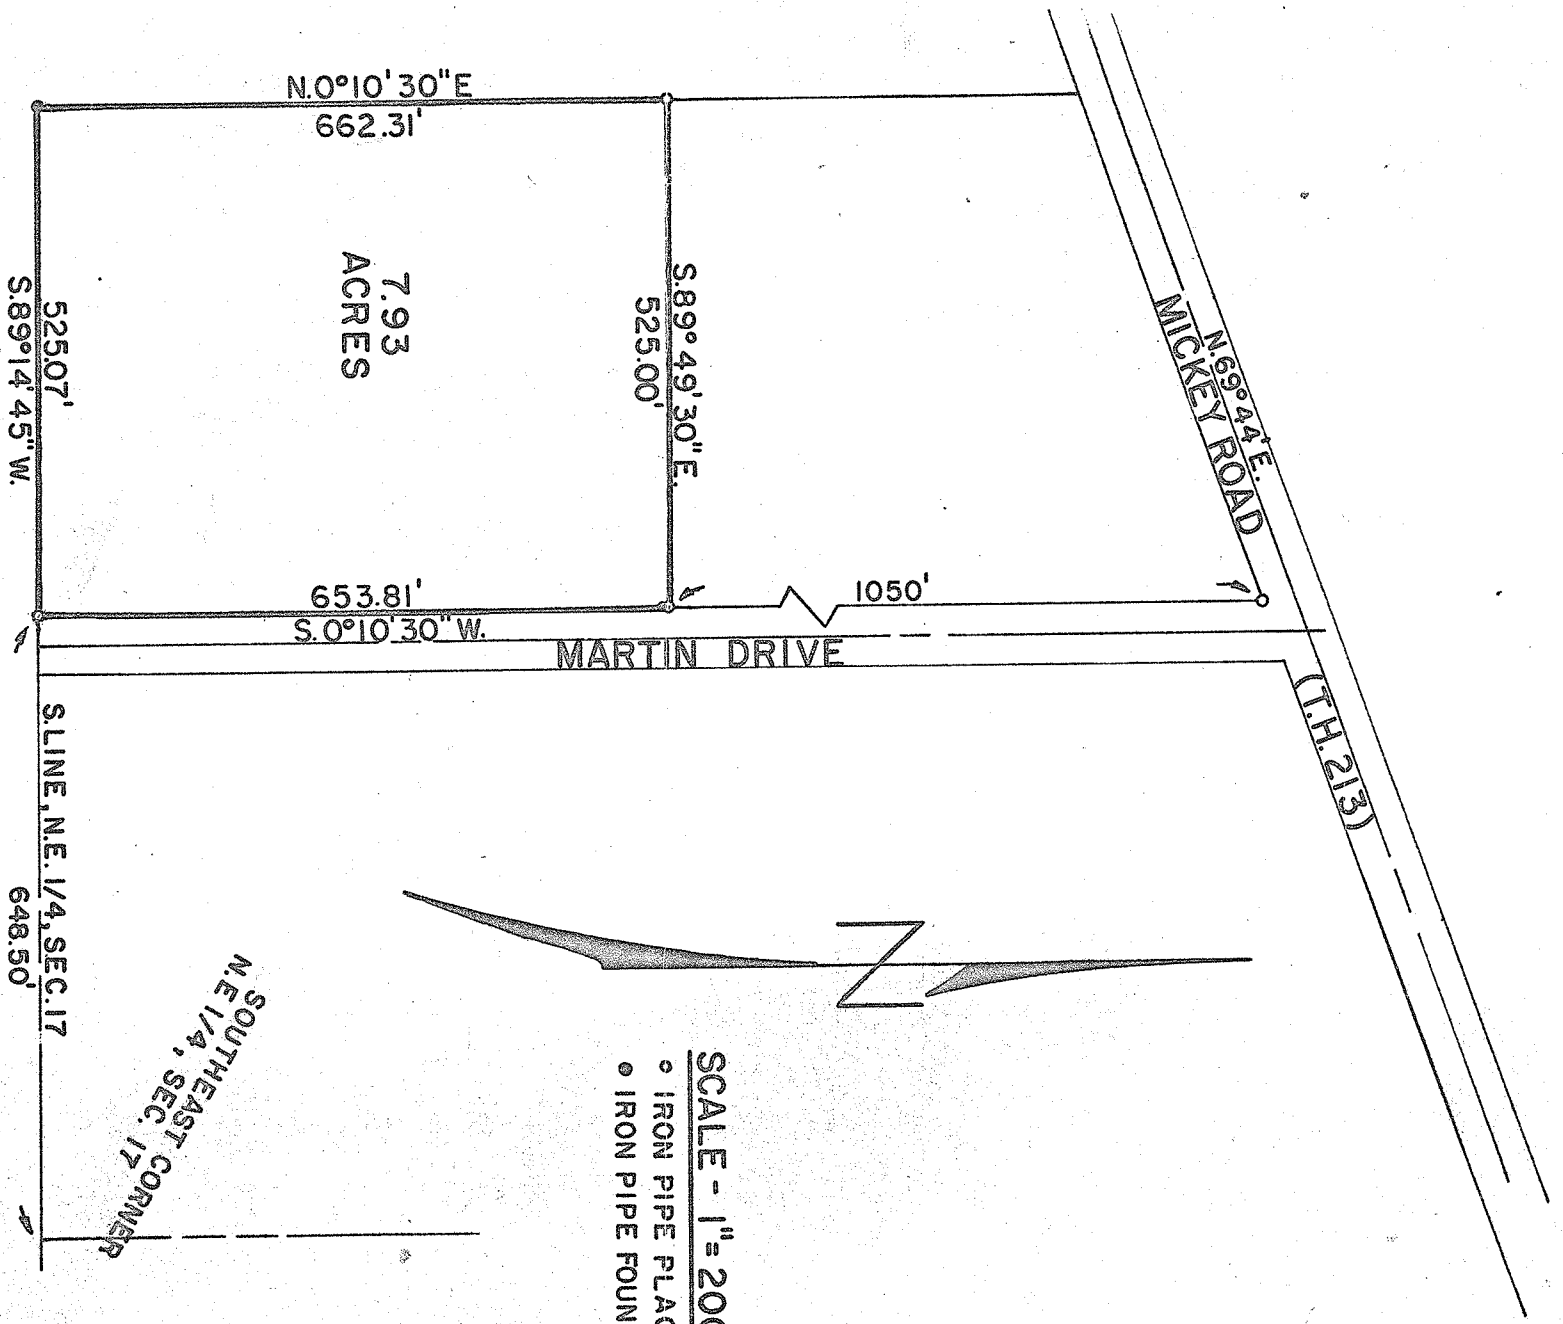 N.0°10'30"E
662.31'
7.93
ACRES
S.89°49'30"E.
525.00'
525.07'
S.89°14'45"W.
653.81'
S.0°10'30"W.
1050'
MARTIN DRIVE
N.69°44'E.
MICKEY ROAD
(T.H.213)
S.LINE, N.E. 1/4, SEC.17
648.50'
SOUTHEAST CORNER
N.E 1/4, SEC. 17
N
SCALE - 1"=200
IRON PIPE PLAC
IRON PIPE FOUN